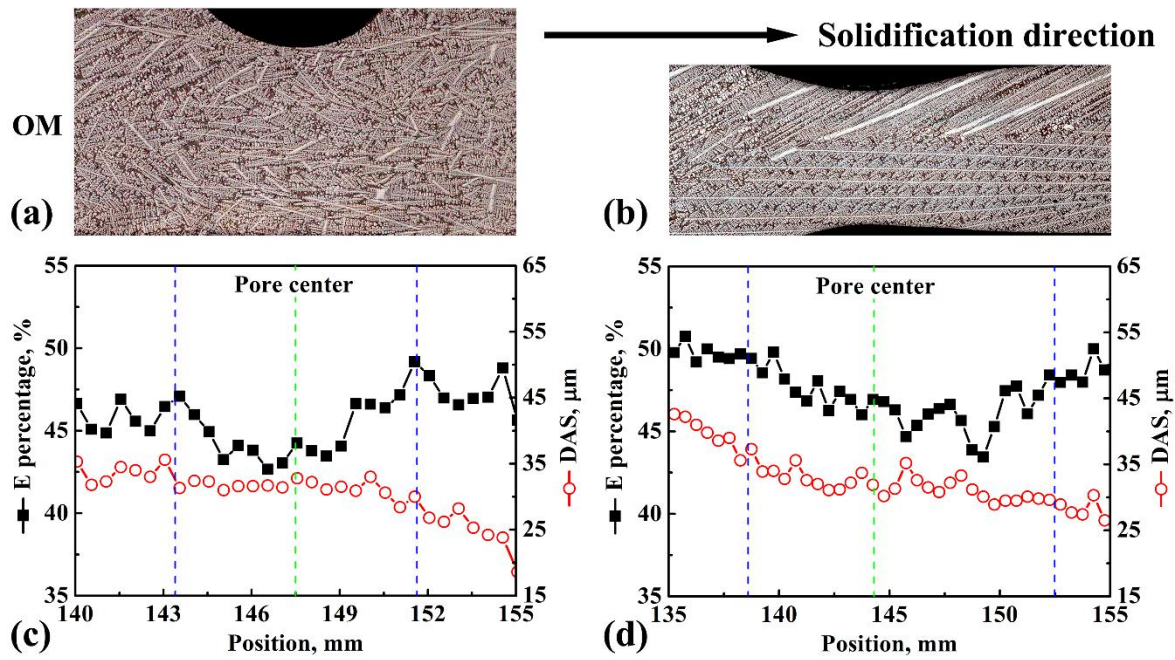 Solidification direction
OM
(a)
(b)
55
50
45
40
35
E percentage, %
Pore center
65
55
45
35
25
15
DAS, μm
140
143
146
149
152
155
Position, mm
(c)
55
50
45
40
35
E percentage, %
Pore center
65
55
45
35
25
15
DAS, μm
135
140
145
150
155
Position, mm
(d)